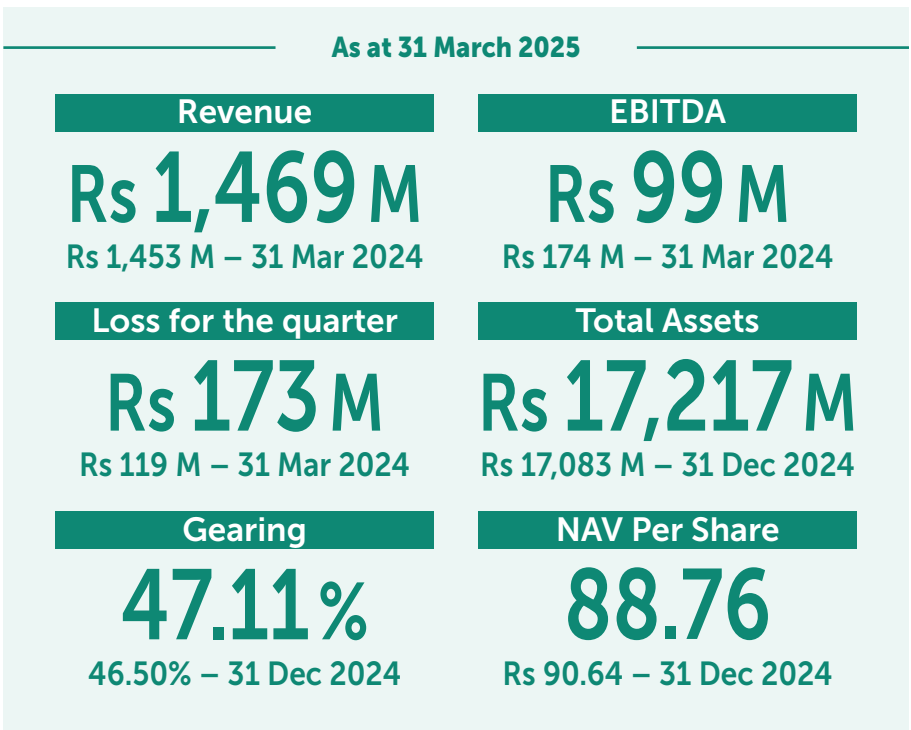 As at 31 March 2025
Revenue
Rs 1,469 M
Rs 1,453 M – 31 Mar 2024
EBITDA
Rs 99 M
Rs 174 M – 31 Mar 2024
Loss for the quarter
Rs 173 M
Rs 119 M – 31 Mar 2024
Total Assets
Rs 17,217 M
Rs 17,083 M – 31 Dec 2024
Gearing
47.11 %
46.50% – 31 Dec 2024
NAV Per Share
88.76
Rs 90.64 – 31 Dec 2024